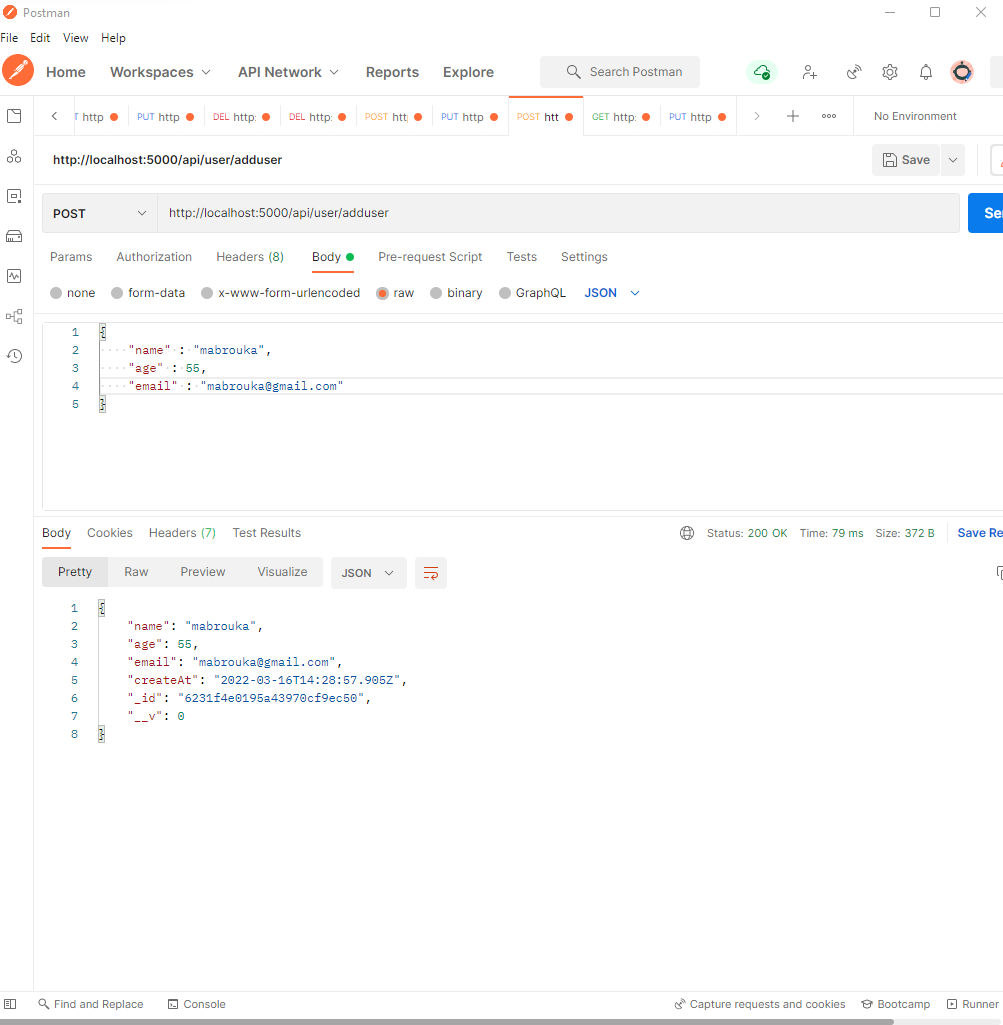 Postman
File Edit View Help
Home Workspaces API Network Reports Explore Search Postman
T http PUT http DEL http: DEL http: POST htt PUT http POST htt GET http: PUT http No Environment
http://localhost:5000/api/user/adduser Save
POST http://localhost:5000/api/user/adduser Se
Params Authorization Headers (8) Body Pre-request Script Tests Settings
none form-data x-www-form-urlencoded raw binary GraphQL JSON
1 {
2 "name" : "mabrouka",
3 "age" : 55,
4 "email" : "mabrouka@gmail.com"
5 }
Body Cookies Headers (7) Test Results Status: 200 OK Time: 79 ms Size: 372 B Save Re
Pretty Raw Preview Visualize JSON
1 {
2 "name": "mabrouka",
3 "age": 55,
4 "email": "mabrouka@gmail.com",
5 "createAt": "2022-03-16T14:28:57.905Z",
6 "_id": "6231f4e0195a43970cf9ec50",
7 "__v": 0
8 }
Find and Replace Console Capture requests and cookies Bootcamp Runner